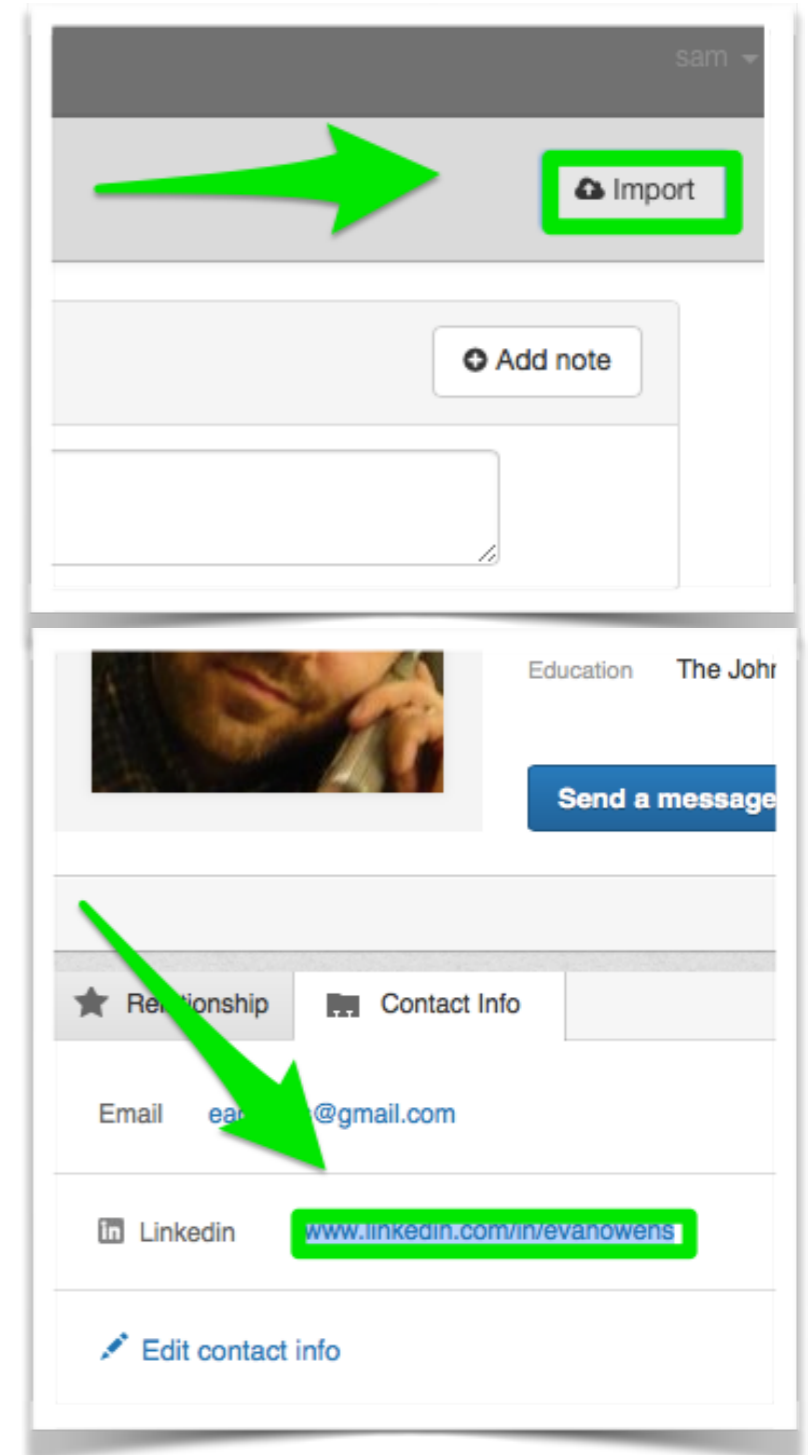 sam
Import
Add note
Education The John
Send a message
Relationship Contact Info
Email @gmail.com
in Linkedin www.linkedin.com/in/evanowens
Edit contact info